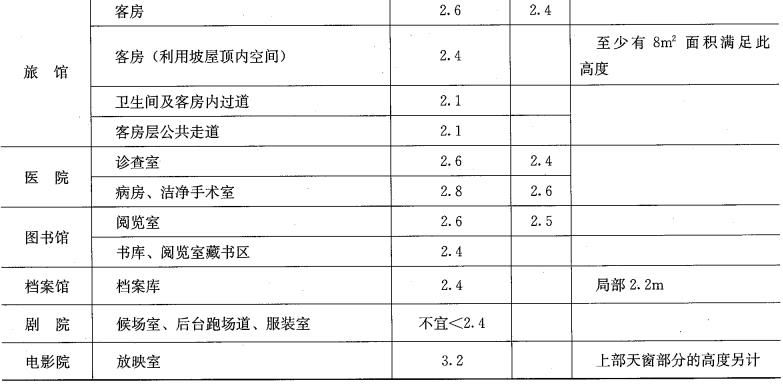 客房 2.6 2.4
旅馆 客房（利用坡屋顶内空间） 2.4 至少有 8m² 面积满足此
高度
卫生间及客房内过道 2.1
客房层公共走道 2.1
医院 诊查室 2.6 2.4
病房、洁净手术室 2.8 2.6
图书馆 阅览室 2.6 2.5
书库、阅览室藏书区 2.4
档案馆 档案库 2.4 局部 2.2m
剧院 候场室、后台跑场道、服装室 不宜＜2.4
电影院 放映室 3.2 上部天窗部分的高度另计